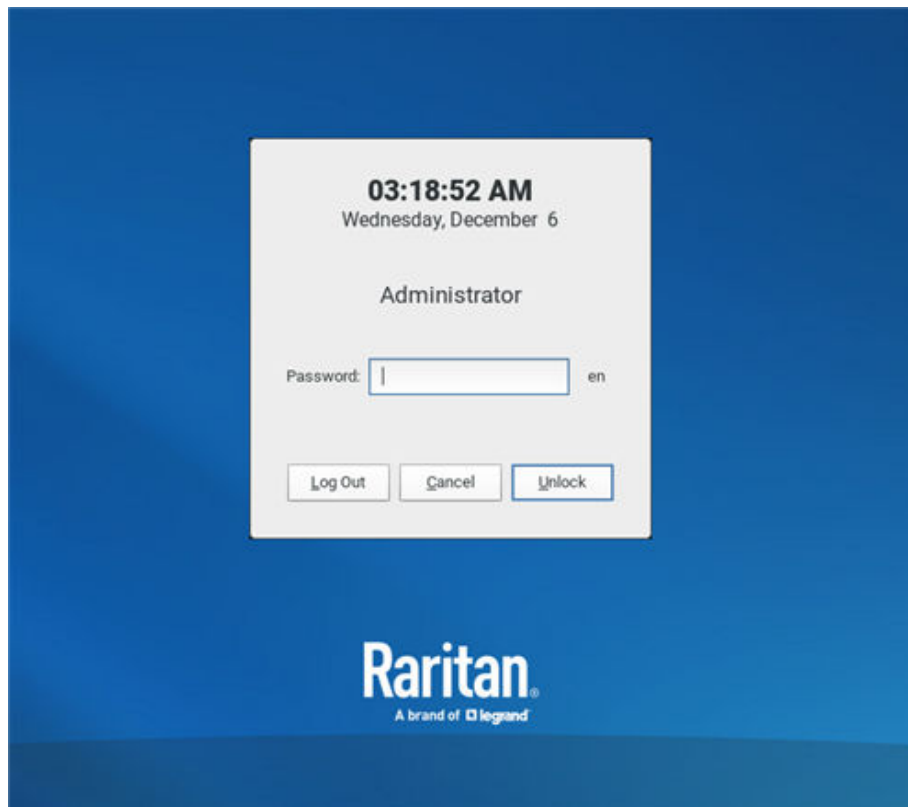 03:18:52 AM
Wednesday, December 6
Administrator
Password: en
Log Out Cancel Unlock
Raritan®
A brand of legrand®